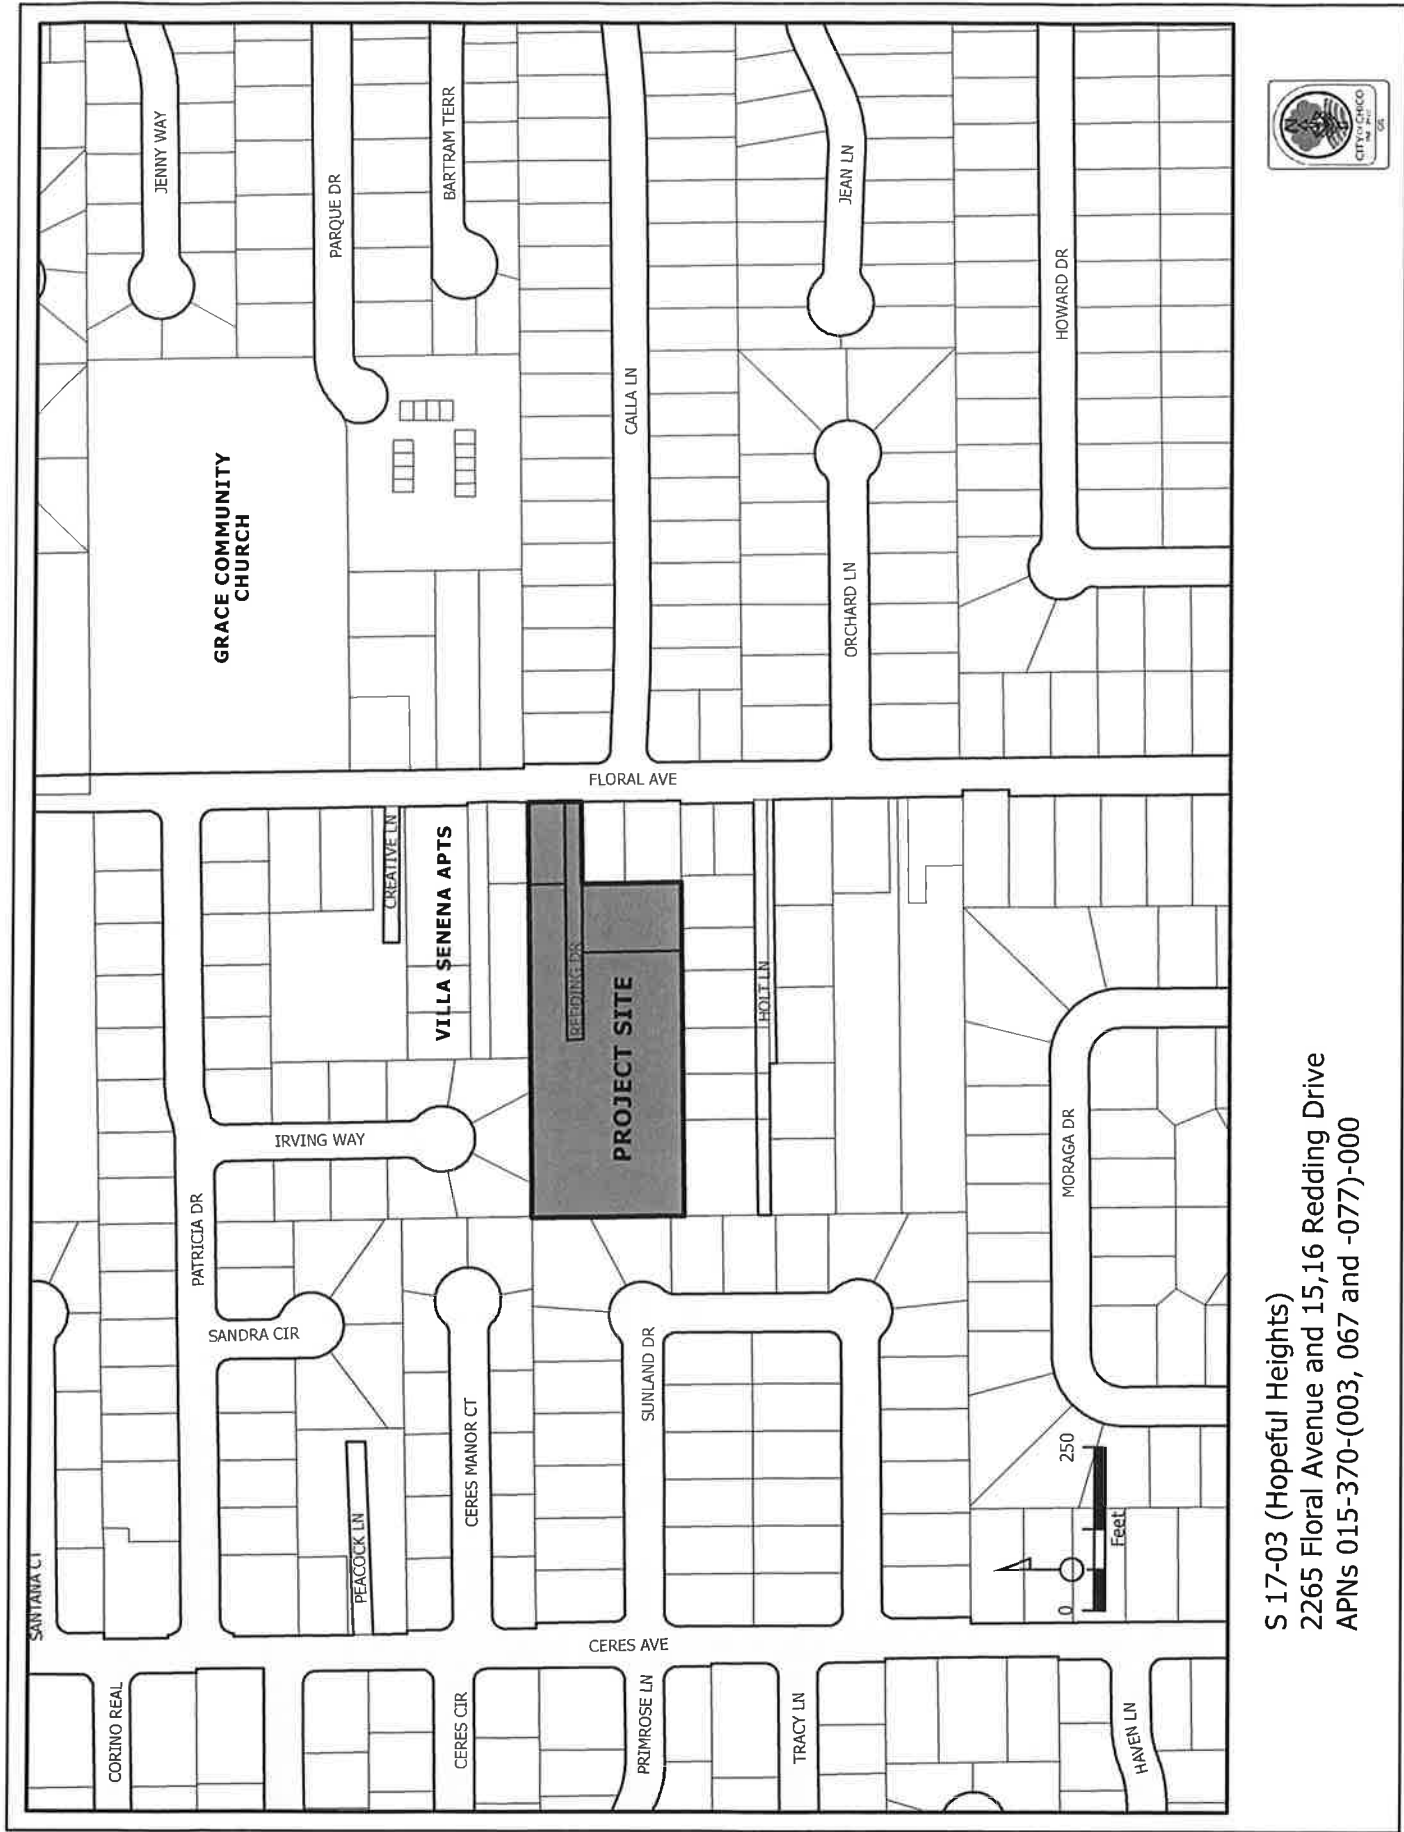 SANTANA CT
CORINO REAL
JENNY WAY
PATRICIA DR
SANDRA CIR
IRVING WAY
GRACE COMMUNITY
CHURCH
PARQUE DR
PEACOCK LN
CREATIVE LN
VILLA SENENA APTS
BARTRAM TERR
CERES CIR
CERES MANOR CT
REDDING DR
PROJECT SITE
CERES AVE
FLORAL AVE
CALLA LN
PRIMROSE LN
SUNLAND DR
HOLT LN
TRACY LN
ORCHARD LN
JEAN LN
MORAGA DR
HOWARD DR
HAVEN LN
0
250
Feet
S 17-03 (Hopeful Heights)
2265 Floral Avenue and 15,16 Redding Drive
APNs 015-370-(003, 067 and -077)-000
CITY OF CHICO